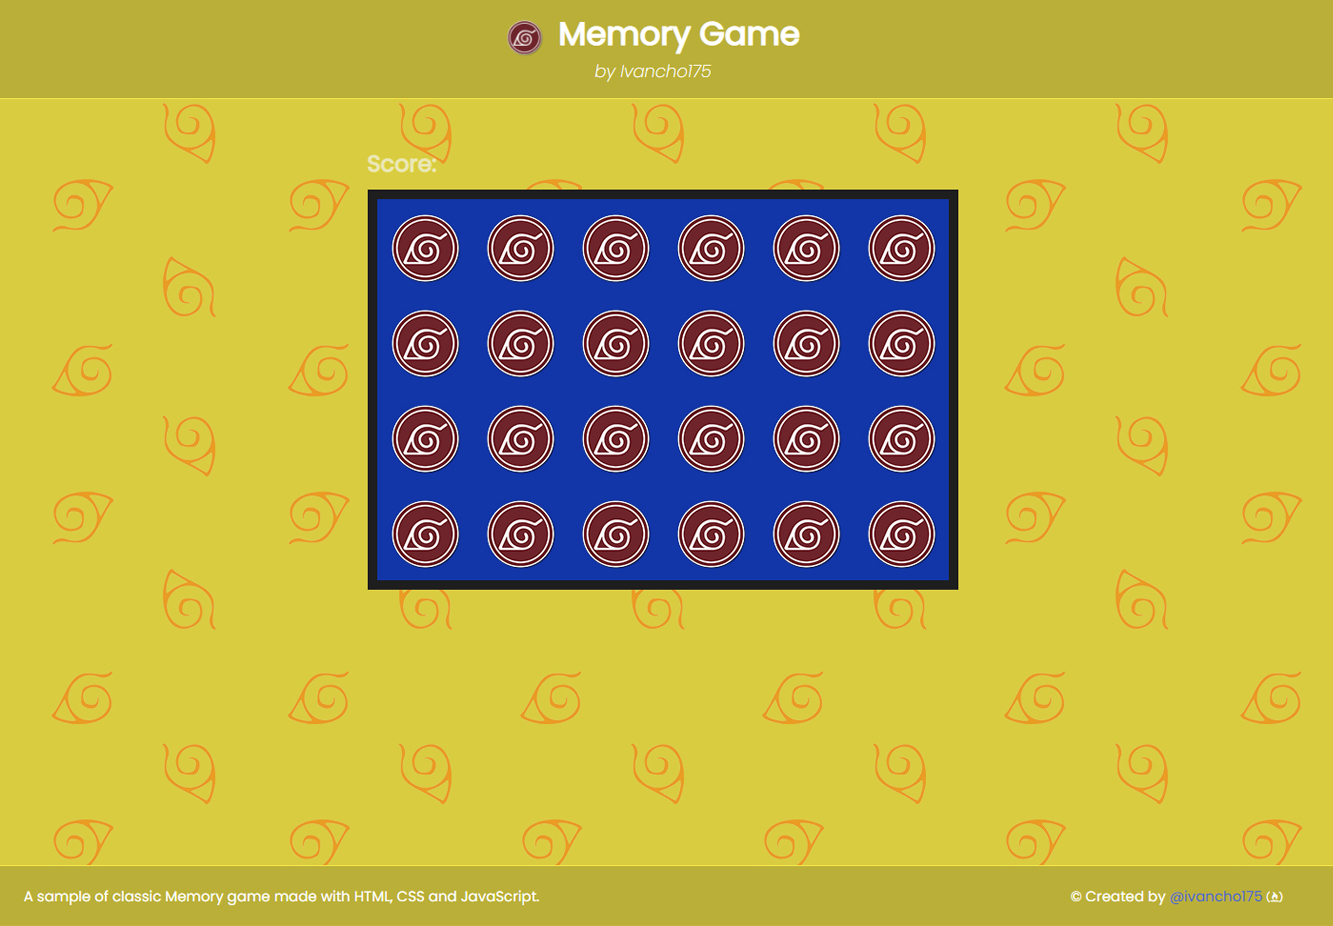 Memory Game
by Ivancho175
Score:
A sample of classic Memory game made with HTML, CSS and JavaScript.
© Created by @ivancho175